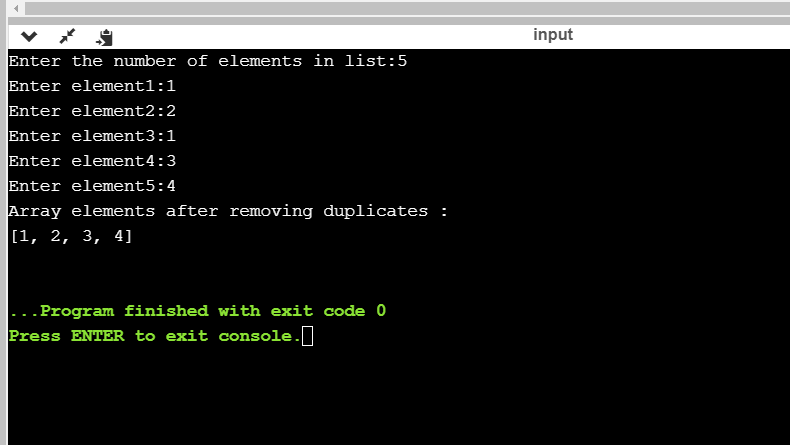 input
Enter the number of elements in list:5
Enter element1:1
Enter element2:2
Enter element3:1
Enter element4:3
Enter element5:4
Array elements after removing duplicates :
[1, 2, 3, 4]
...Program finished with exit code 0
Press ENTER to exit console.